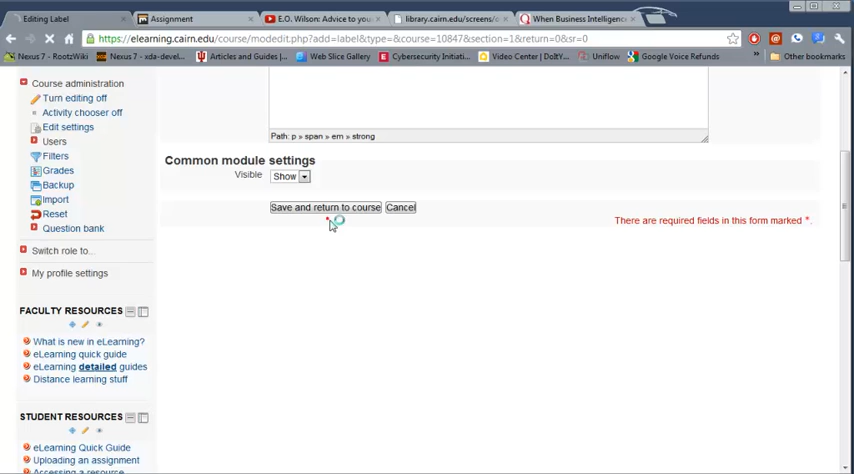 Editing Label
Assignment
E.O. Wilson: Advice to you
library.cairn.edu/screens/
When Business Intelligence
https://elearning.cairn.edu/course/modedit.php?add=label&type=&course=10847&section=1&return=0&sr=0
Nexus 7 - RootzWiki
Nexus 7 - xda-devel...
Articles and Guides |...
Web Slice Gallery
Cybersecurity Initiati...
Video Center | DoITY...
Uniflow
Google Voice Refunds
»
Other bookmarks
Course administration
Turn editing off
Activity chooser off
Edit settings
Users
Filters
Grades
Backup
Import
Reset
Question bank
Switch role to...
My profile settings
FACULTY RESOURCES
What is new in eLearning?
eLearning quick guide
eLearning detailed guides
Distance learning stuff
STUDENT RESOURCES
eLearning Quick Guide
Uploading an assignment
Accessing a resource
Path: p » span » em » strong
Common module settings
Visible
Show
Save and return to course
Cancel
There are required fields in this form marked *.